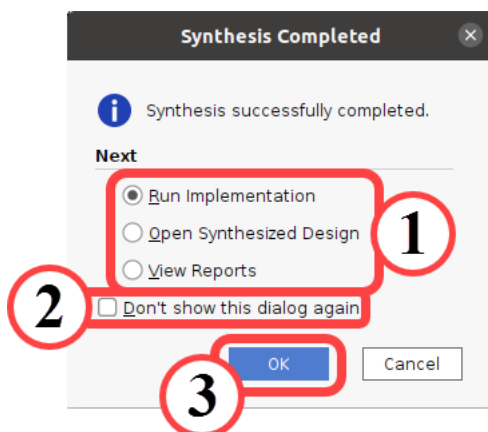 Synthesis Completed
Synthesis successfully completed.
Next
Run Implementation
Open Synthesized Design
View Reports
1
Don't show this dialog again
2
OK
Cancel
3